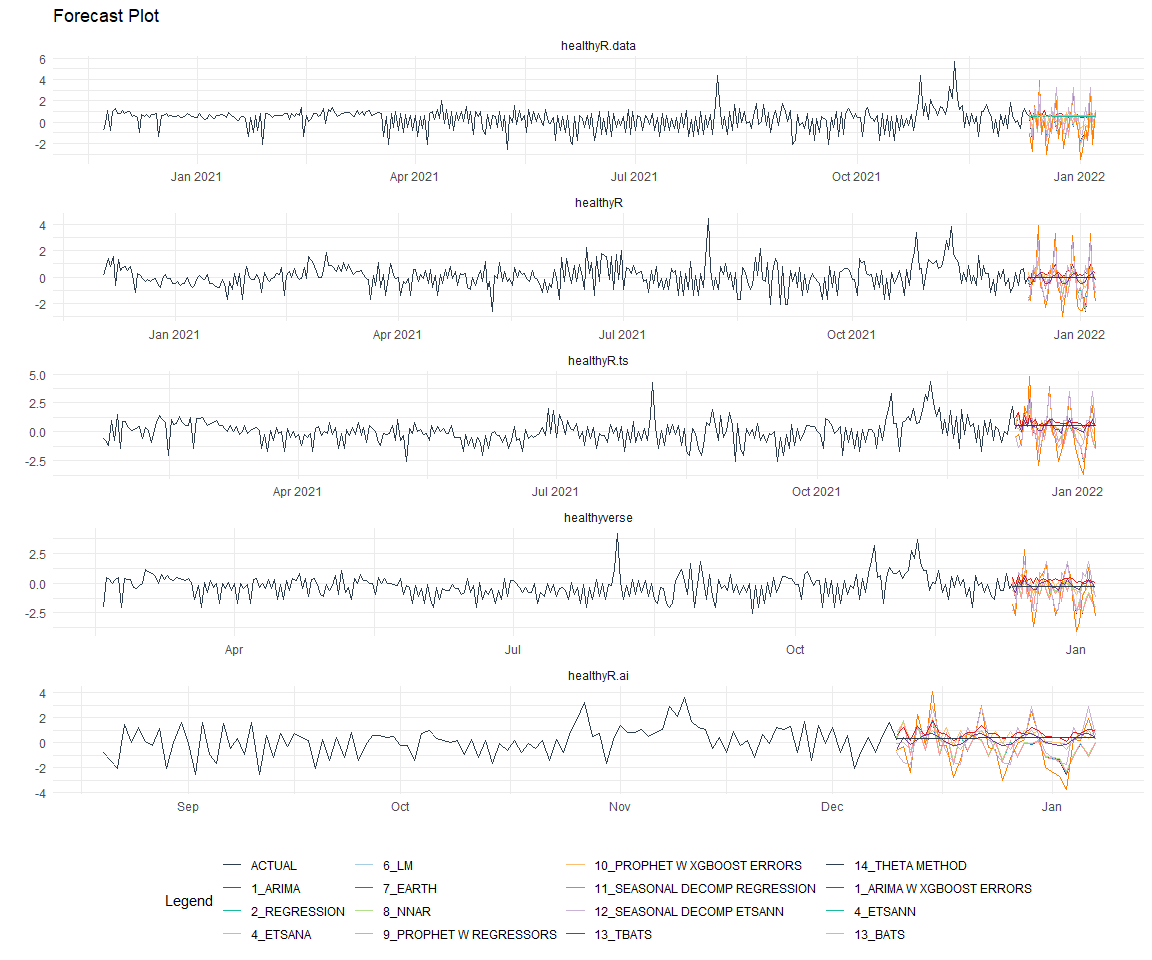 Forecast Plot
healthyR.data
6
4
2
0
-2
Jan 2021 Apr 2021 Jul 2021 Oct 2021 Jan 2022
healthyR
4
2
0
-2
Jan 2021 Apr 2021 Jul 2021 Oct 2021 Jan 2022
healthyR.ts
5.0
2.5
0.0
-2.5
Apr 2021 Jul 2021 Oct 2021 Jan 2022
healthyverse
2.5
0.0
-2.5
Apr Jul Oct Jan
healthyR.ai
4
2
0
-2
-4
Sep Oct Nov Dec Jan
Legend
ACTUAL 6_LM 10_PROPHET W XGBOOST ERRORS 14_THETA METHOD
1_ARIMA 7_EARTH 11_SEASONAL DECOMP REGRESSION 1_ARIMA W XGBOOST ERRORS
2_REGRESSION 8_NNAR 12_SEASONAL DECOMP ETSANN 4_ETSANN
4_ETSANA 9_PROPHET W REGRESSORS 13_TBATS 13_BATS